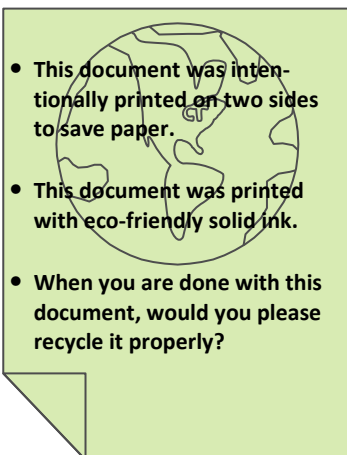 • This document was inten-
tionally printed on two sides
to save paper.
• This document was printed
with eco-friendly solid ink.
• When you are done with this
document, would you please
recycle it properly?